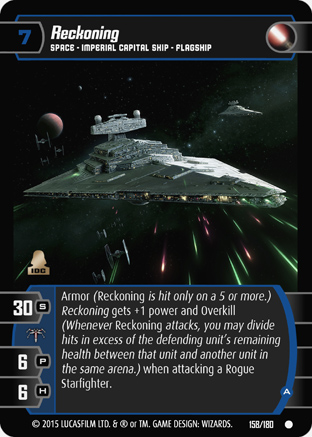 7 Reckoning
SPACE - IMPERIAL CAPITAL SHIP - FLAGSHIP
IDC
30 S
6 P
6 H
Armor (Reckoning is hit only on a 5 or more.)
Reckoning gets +1 power and Overkill
(Whenever Reckoning attacks, you may divide
hits in excess of the defending unit's remaining
health between that unit and another unit in
the same arena.) when attacking a Rogue
Starfighter.
A
© 2015 LUCASFILM LTD. & ® OR TM. GAME DESIGN: WIZARDS. 158/180